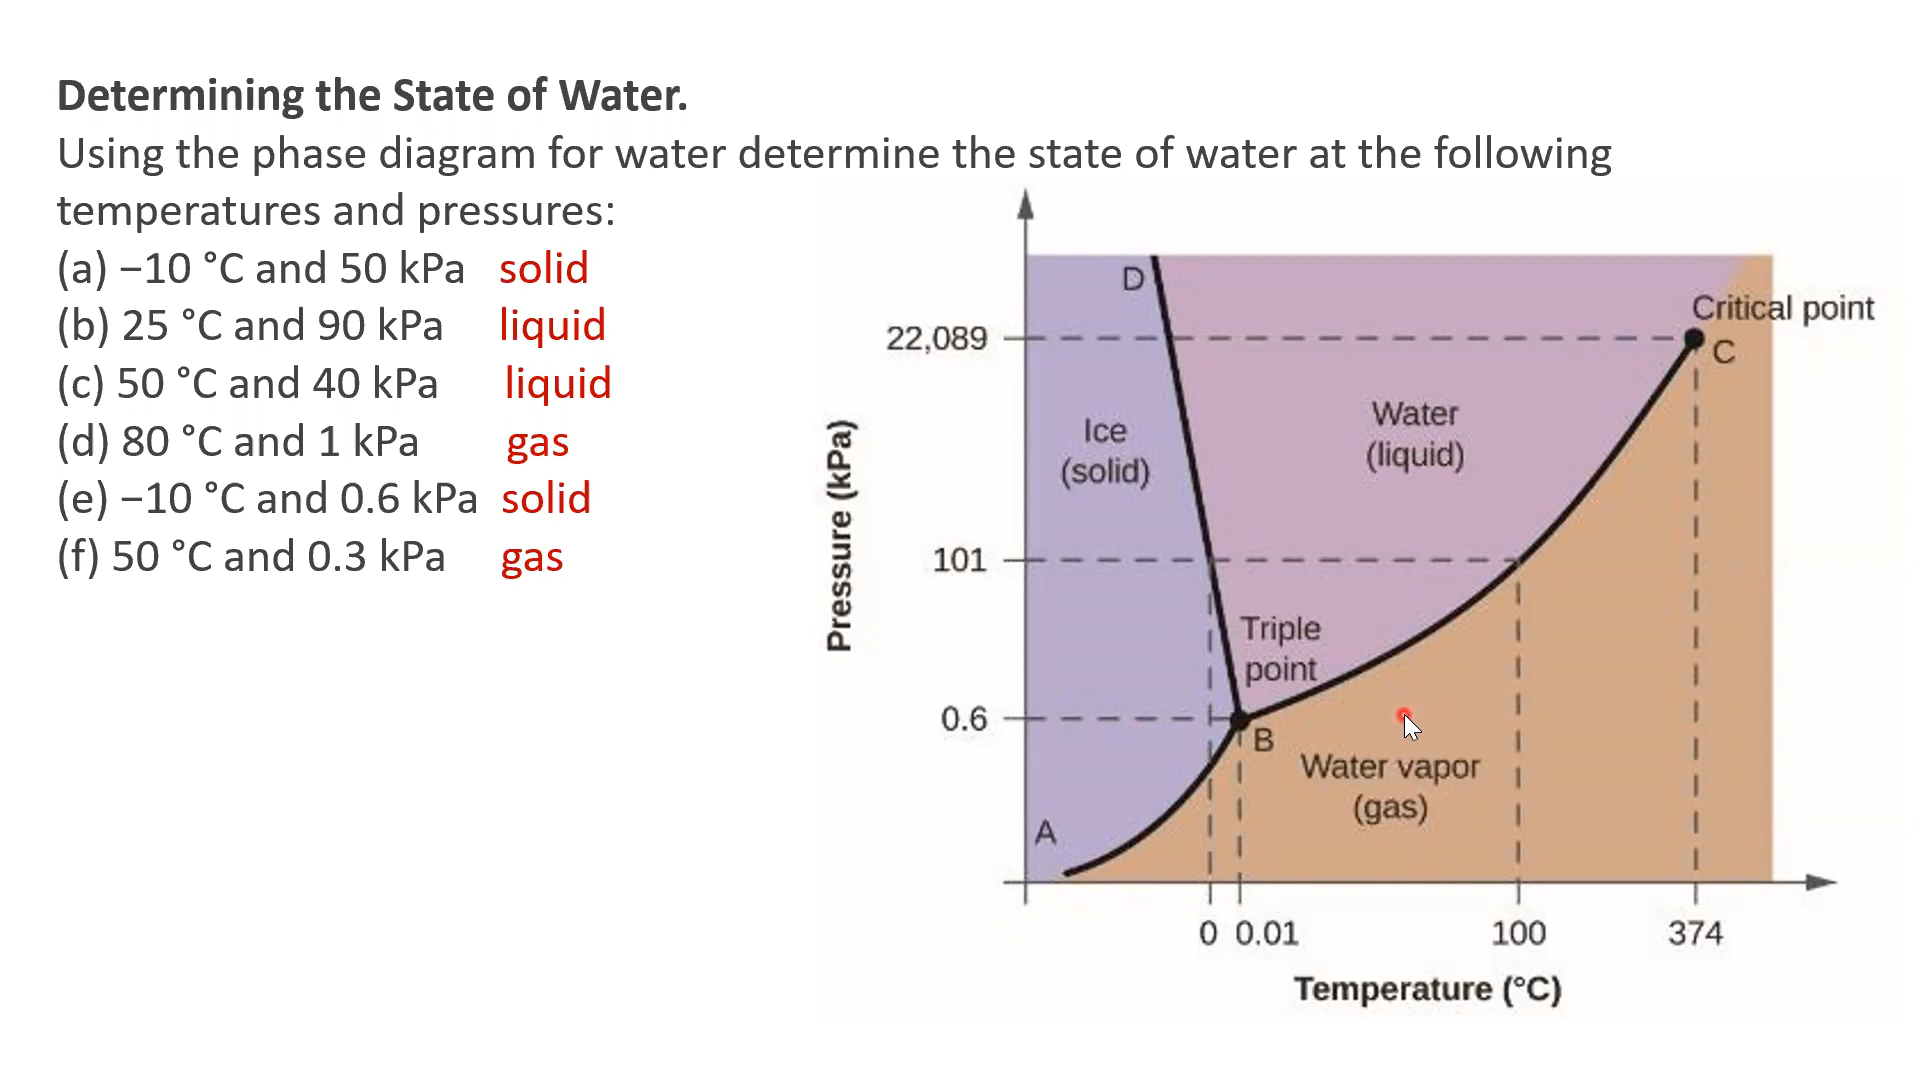 Determining the State of Water.
Using the phase diagram for water determine the state of water at the following
temperatures and pressures:
(a) −10 °C and 50 kPa solid
(b) 25 °C and 90 kPa liquid
(c) 50 °C and 40 kPa liquid
(d) 80 °C and 1 kPa gas
(e) −10 °C and 0.6 kPa solid
(f) 50 °C and 0.3 kPa gas
Pressure (kPa)
22,089
101
0.6
D
Critical point
C
Ice
(solid)
Water
(liquid)
Triple
point
B
Water vapor
(gas)
A
0 0.01 100 374
Temperature (°C)